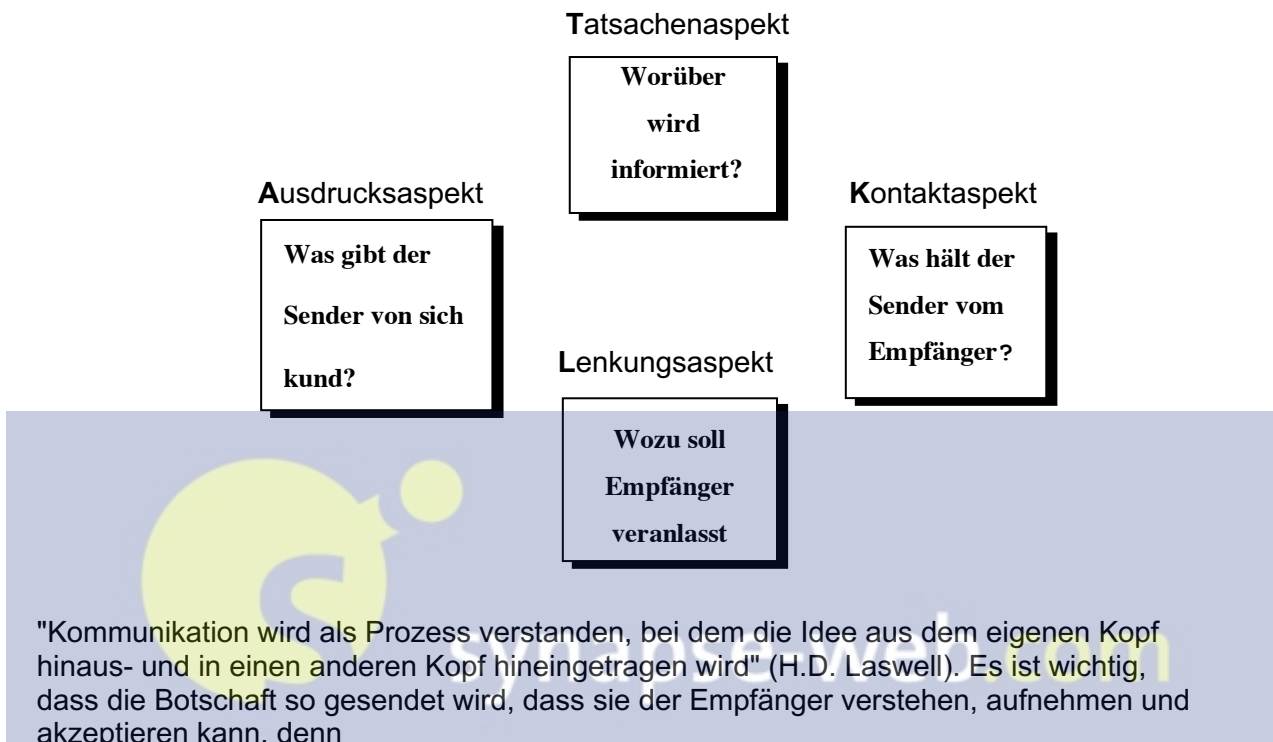 Tatsachenaspekt
Worüber
wird
informiert?
Ausdrucksaspekt
Was gibt der
Sender von sich
kund?
Kontaktaspekt
Was hält der
Sender vom
Empfänger?
Lenkungsaspekt
Wozu soll
Empfänger
veranlasst
synapse-web.com
"Kommunikation wird als Prozess verstanden, bei dem die Idee aus dem eigenen Kopf
hinaus- und in einen anderen Kopf hineingetragen wird" (H.D. Laswell). Es ist wichtig,
dass die Botschaft so gesendet wird, dass sie der Empfänger verstehen, aufnehmen und
akzeptieren kann, denn